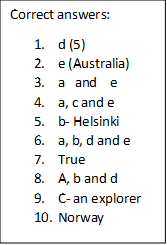 Correct answers:
1. d (5)
2. e (Australia)
3. a and e
4. a, c and e
5. b- Helsinki
6. a, b, d and e
7. True
8. A, b and d
9. C- an explorer
10. Norway